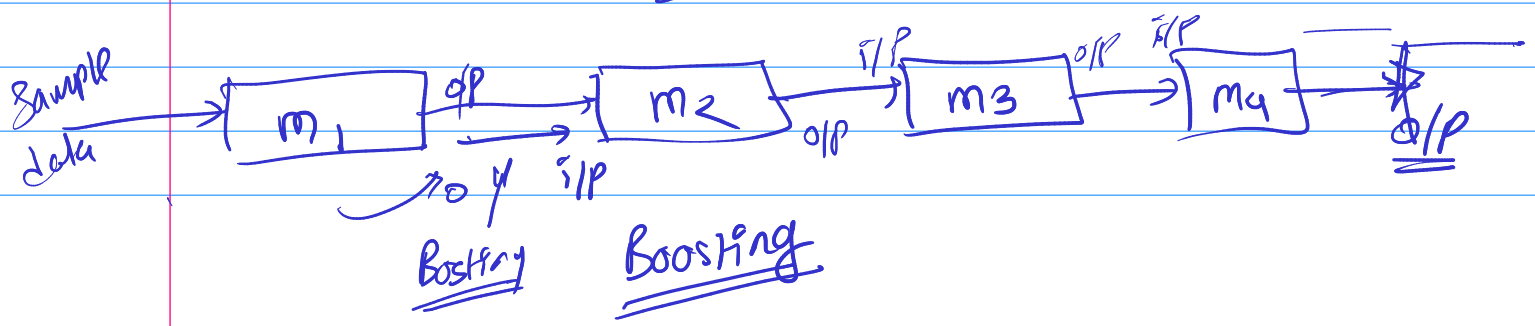 i/P o/P i/P
Sample data m1 o/P m2 m3 m4
i/P o/P O/P
Bosting Boosting